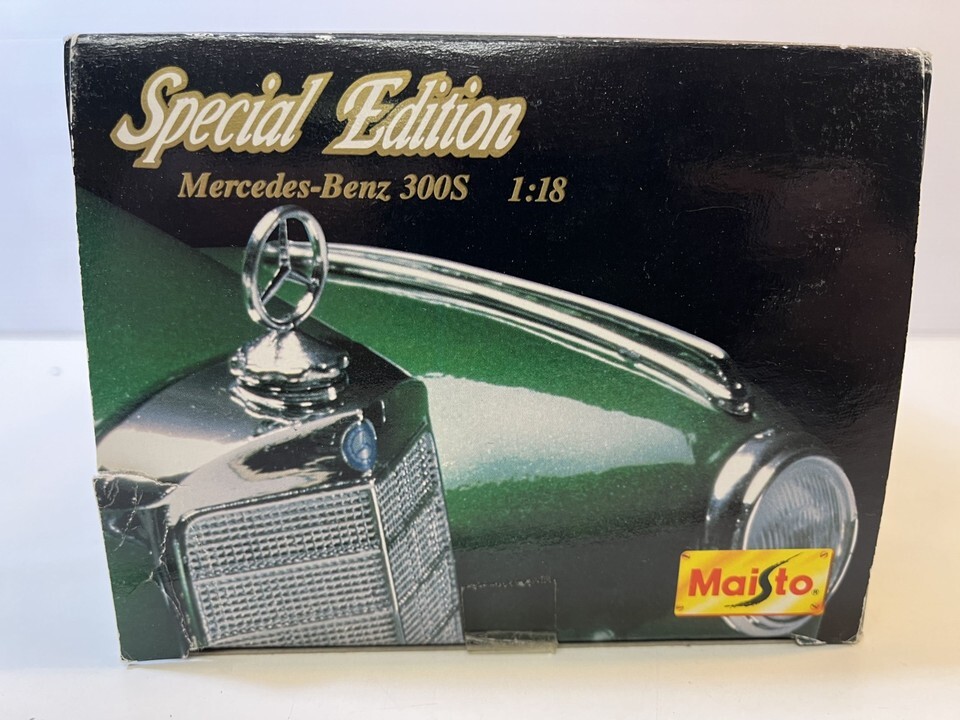 Special Edition
Mercedes-Benz 300S 1:18
Maisto®